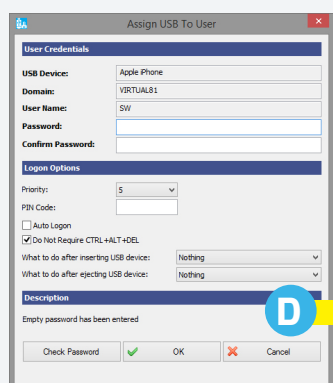 Assign USB To User
User Credentials
USB Device: Apple iPhone
Domain: VIRTUAL81
User Name: SW
Password:
Confirm Password:
Logon Options
Priority: 5
PIN Code:
Auto Logon
Do Not Require CTRL+ALT+DEL
What to do after inserting USB device: Nothing
What to do after ejecting USB device: Nothing
Description
D
Empty password has been entered
Check Password OK Cancel